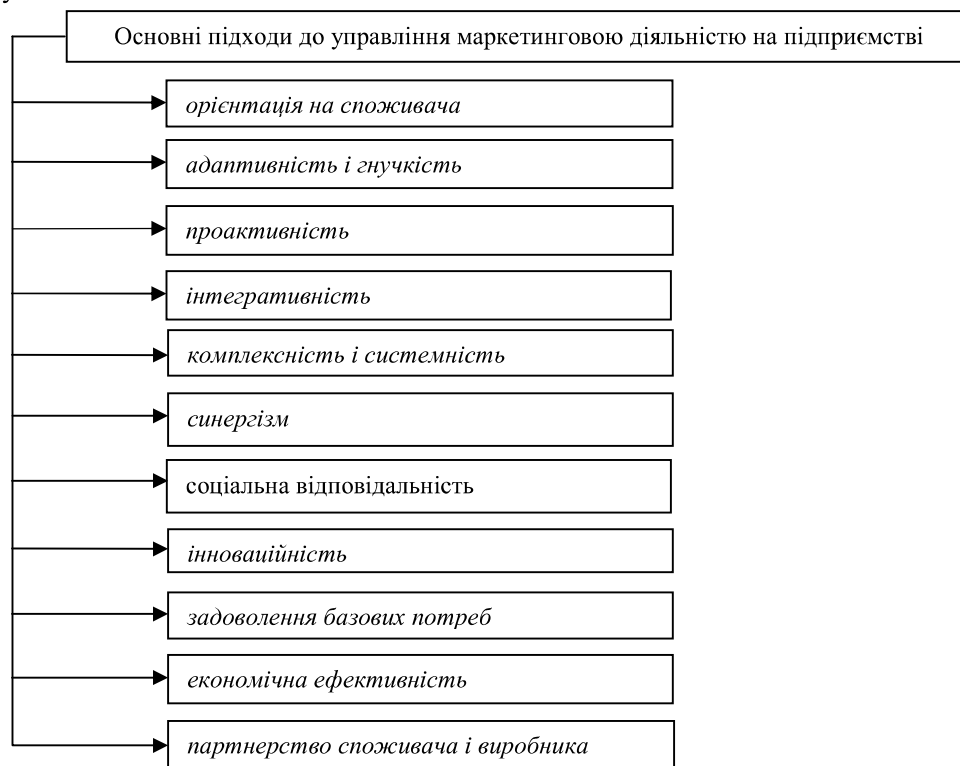 Основні підходи до управління маркетинговою діяльністю на підприємстві
орієнтація на споживача
адаптивність і гнучкість
проактивність
інтегративність
комплексність і системність
синергізм
соціальна відповідальність
інноваційність
задоволення базових потреб
економічна ефективність
партнерство споживача і виробника